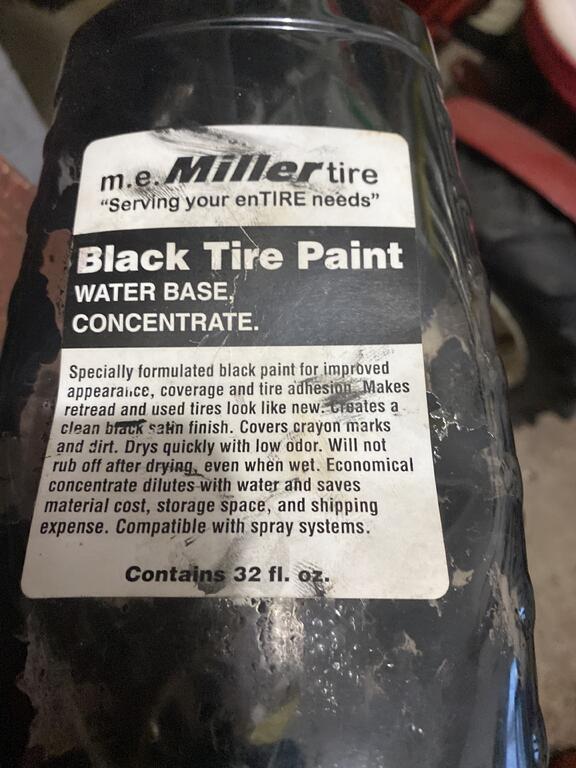 m.e. Miller tire
"Serving your enTIRE needs"
Black Tire Paint
WATER BASE,
CONCENTRATE.
Specially formulated black paint for improved
appearance, coverage and tire adhesion. Makes
retread and used tires look like new. Creates a
clean black satin finish. Covers crayon marks
and dirt. Drys quickly with low odor. Will not
rub off after drying, even when wet. Economical
concentrate dilutes with water and saves
material cost, storage space, and shipping
expense. Compatible with spray systems.
Contains 32 fl. oz.